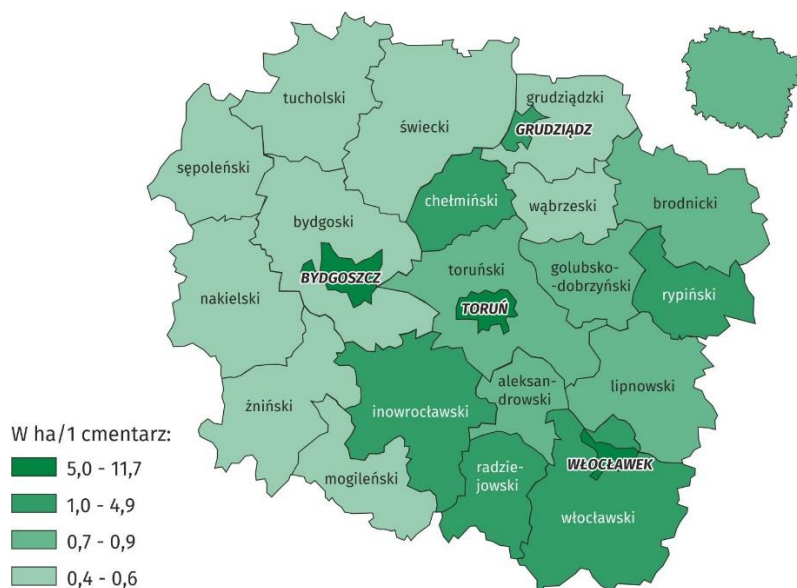 tucholski
grudziądzki
świecki
GRUDZIĄDZ
sępoleński
chełmiński
wąbrzeski
brodnicki
bydgoski
toruński
golubsko-
-dobrzyński
BYDGOSZCZ
nakielski
TORUŃ
rypiński
aleksan-
drowski
lipnowski
żniński
inowrocławski
W ha/1 cmentarz:
5,0 - 11,7
1,0 - 4,9
0,7 - 0,9
0,4 - 0,6
mogileński
radzie-
jowski
WŁOCŁAWEK
włocławski